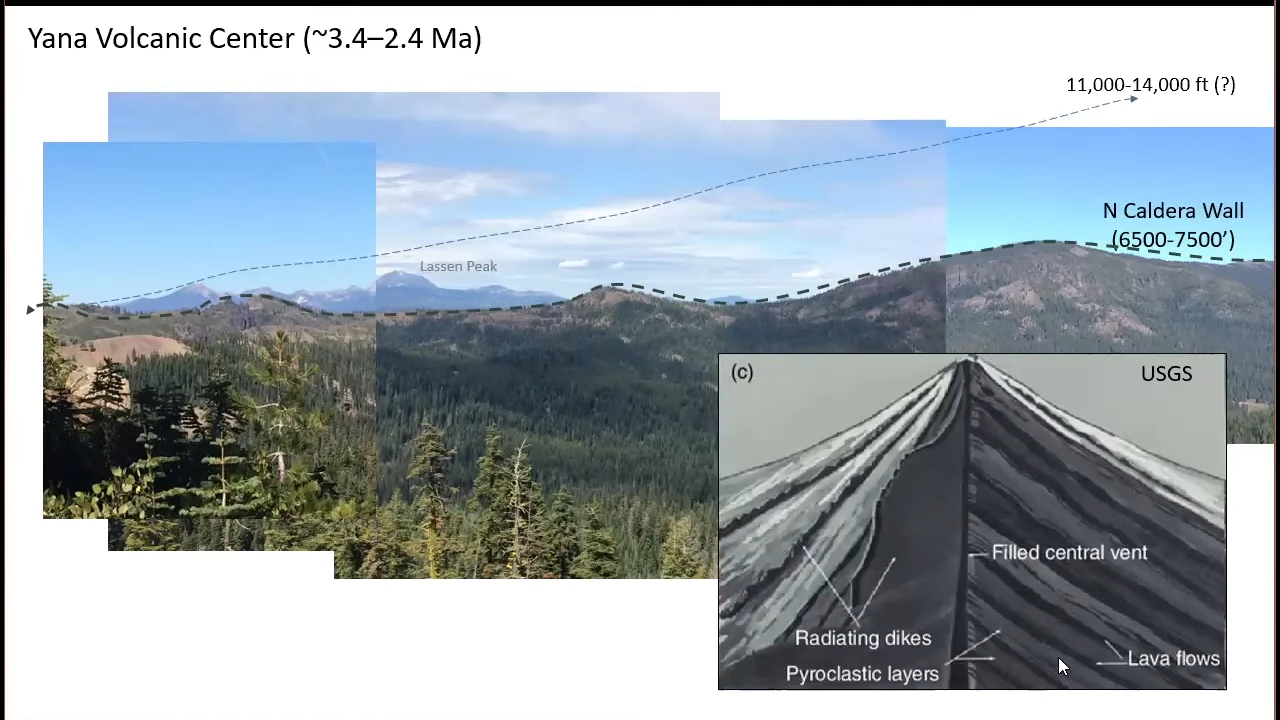 Yana Volcanic Center (~3.4–2.4 Ma)
11,000-14,000 ft (?)
N Caldera Wall
(6500-7500’)
Lassen Peak
(c)
USGS
Filled central vent
Radiating dikes
Pyroclastic layers
Lava flows